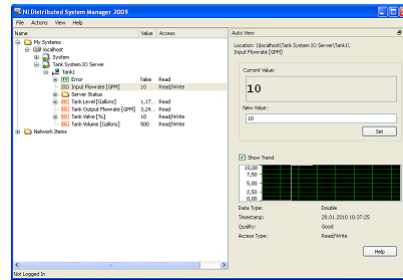 NI Distributed System Manager 2009
File Actions View Help
Name Value Access
My Systems
localhost
System
Tank System IO Server
Tank1
Error False Read
Input Flowrate [GPM] 10 Read/Write
Server Status
Tank Level [Gallons] 1,17... Read
Tank Output Flowrate [GPM] 3,24... Read
Tank Valve [%] 10 Read/Write
Tank Volume [Gallons] 500 Read/Write
Network Items
Auto View
Location: \\localhost\Tank System IO Server\Tank1\
Input Flowrate [GPM]
Current Value:
10
New Value:
10
Set
Show Trend
10,00
7,50
5,00
2,50
0,00
Data Type: Double
Timestamp: 28.01.2010 10:37:25
Quality: Good
Access Type: Read/Write
Help
Not Logged In